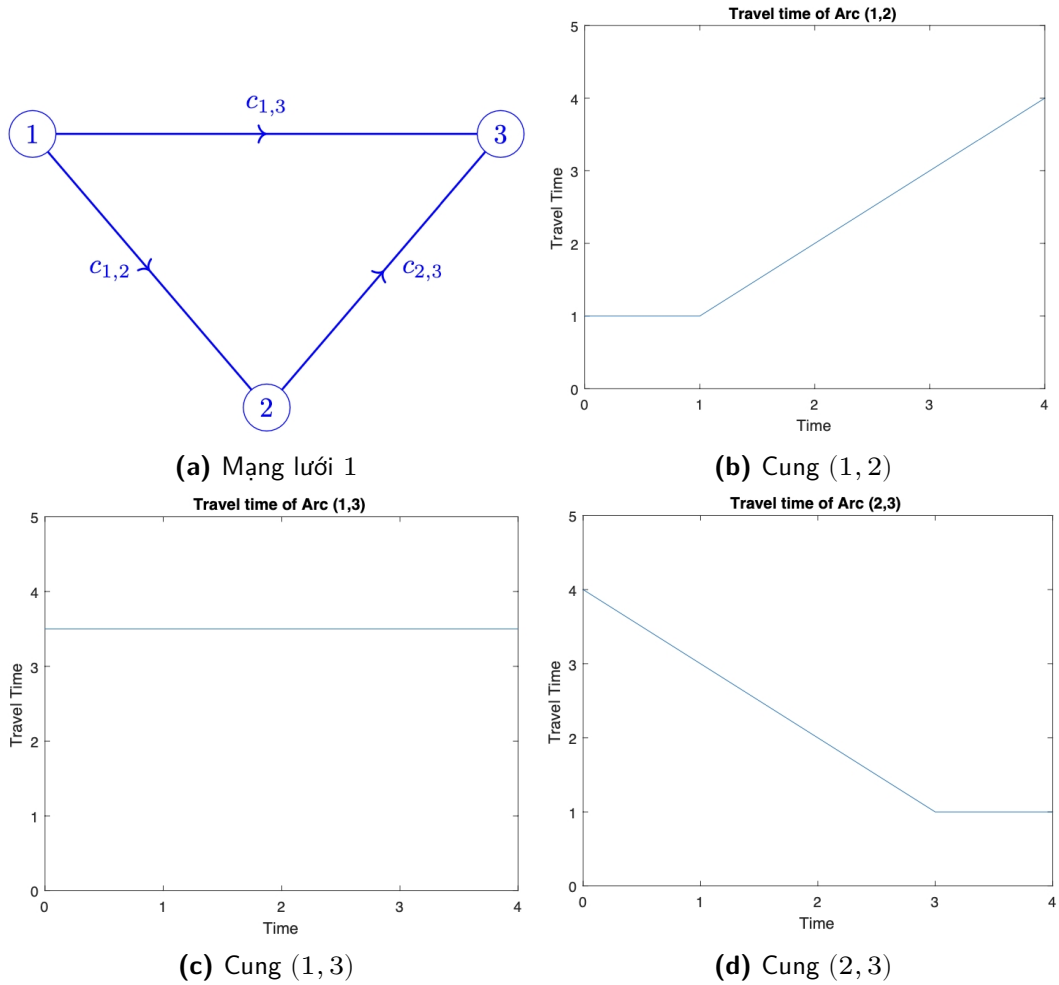 1
c1,3
3
c1,2
c2,3
2
(a) Mạng lưới 1
Travel time of Arc (1,2)
5
4
3
2
1
0
Travel Time
0 1 2 3 4
Time
(b) Cung (1, 2)
Travel time of Arc (1,3)
5
4
3
2
1
0
Travel Time
0 1 2 3 4
Time
(c) Cung (1, 3)
Travel time of Arc (2,3)
5
4
3
2
1
0
Travel Time
0 1 2 3 4
Time
(d) Cung (2, 3)